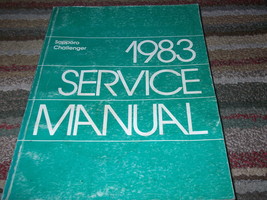 Sapporo
Challenger
1983
SERVICE
MANUAL